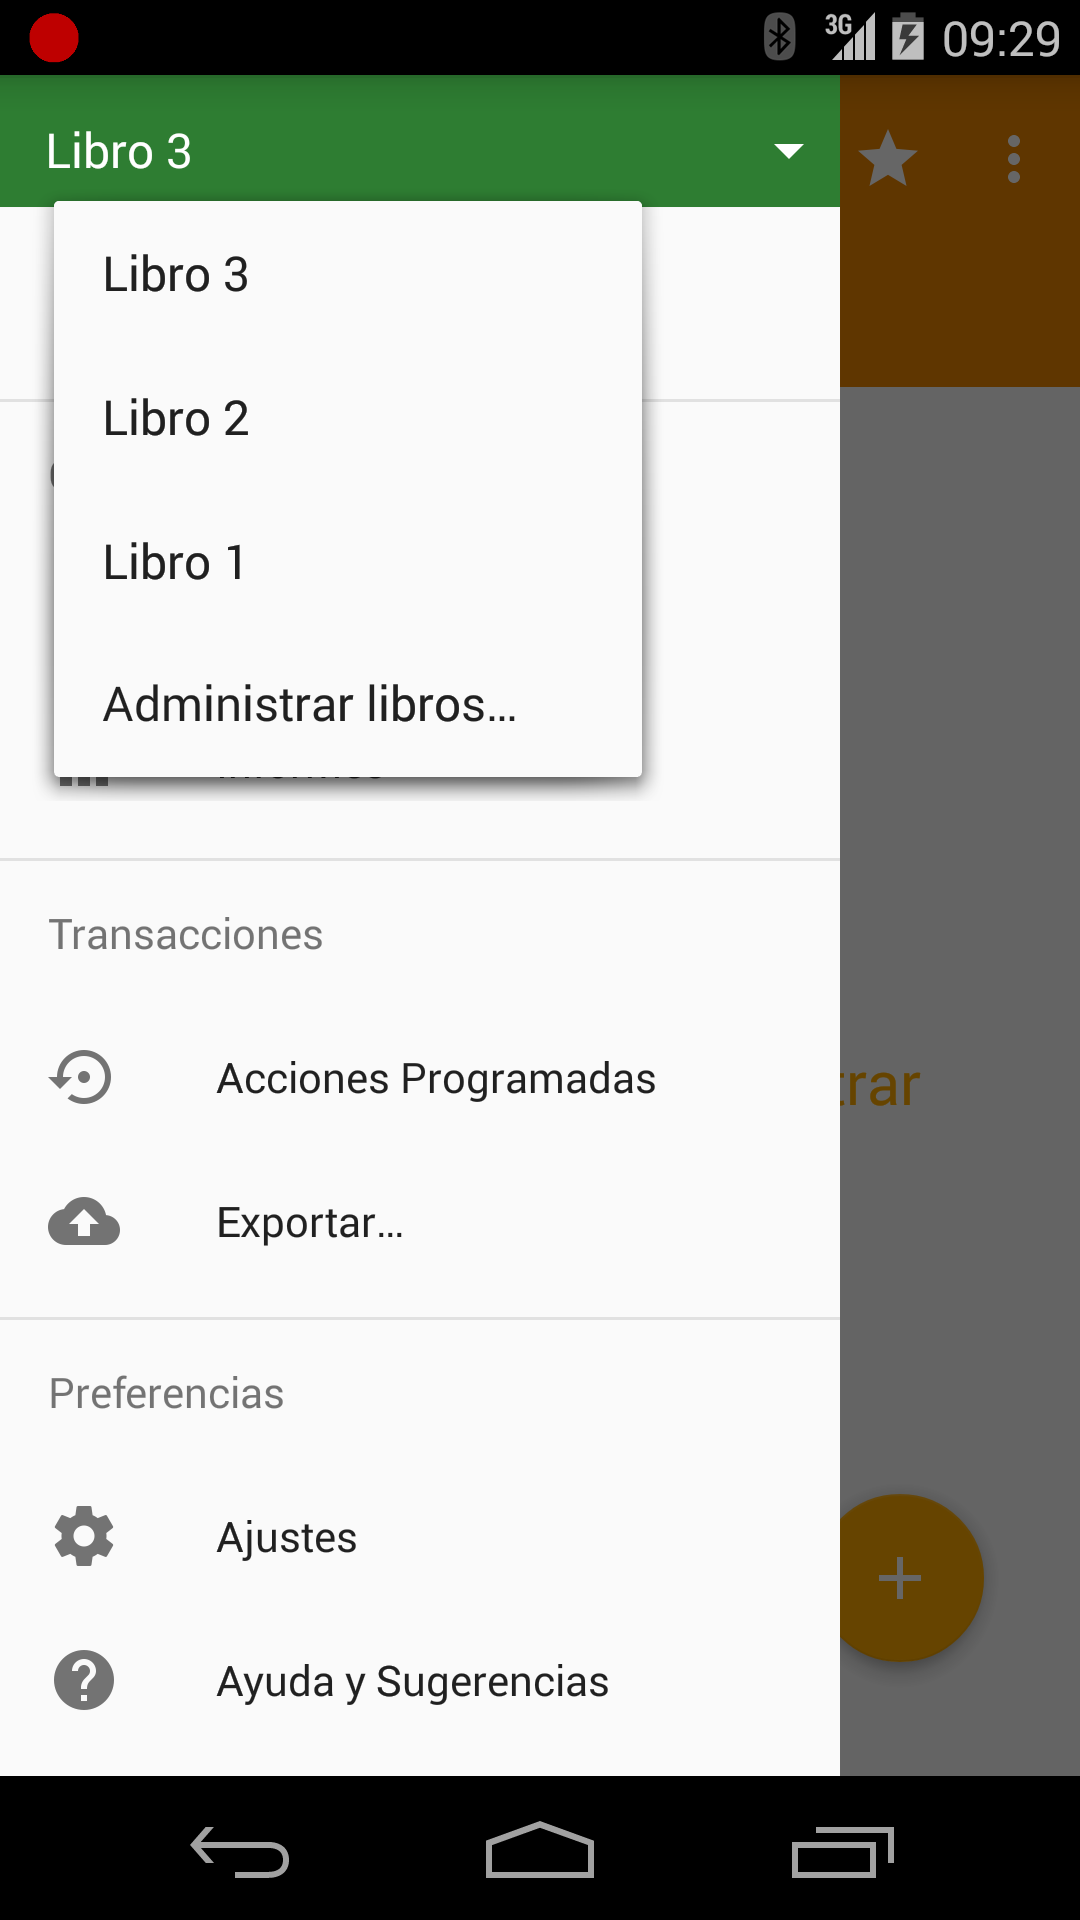 3G 09:29
Libro 3
Libro 3
Libro 2
Libro 1
Administrar libros...
Transacciones
Acciones Programadas
trar
Exportar...
Preferencias
Ajustes
Ayuda y Sugerencias